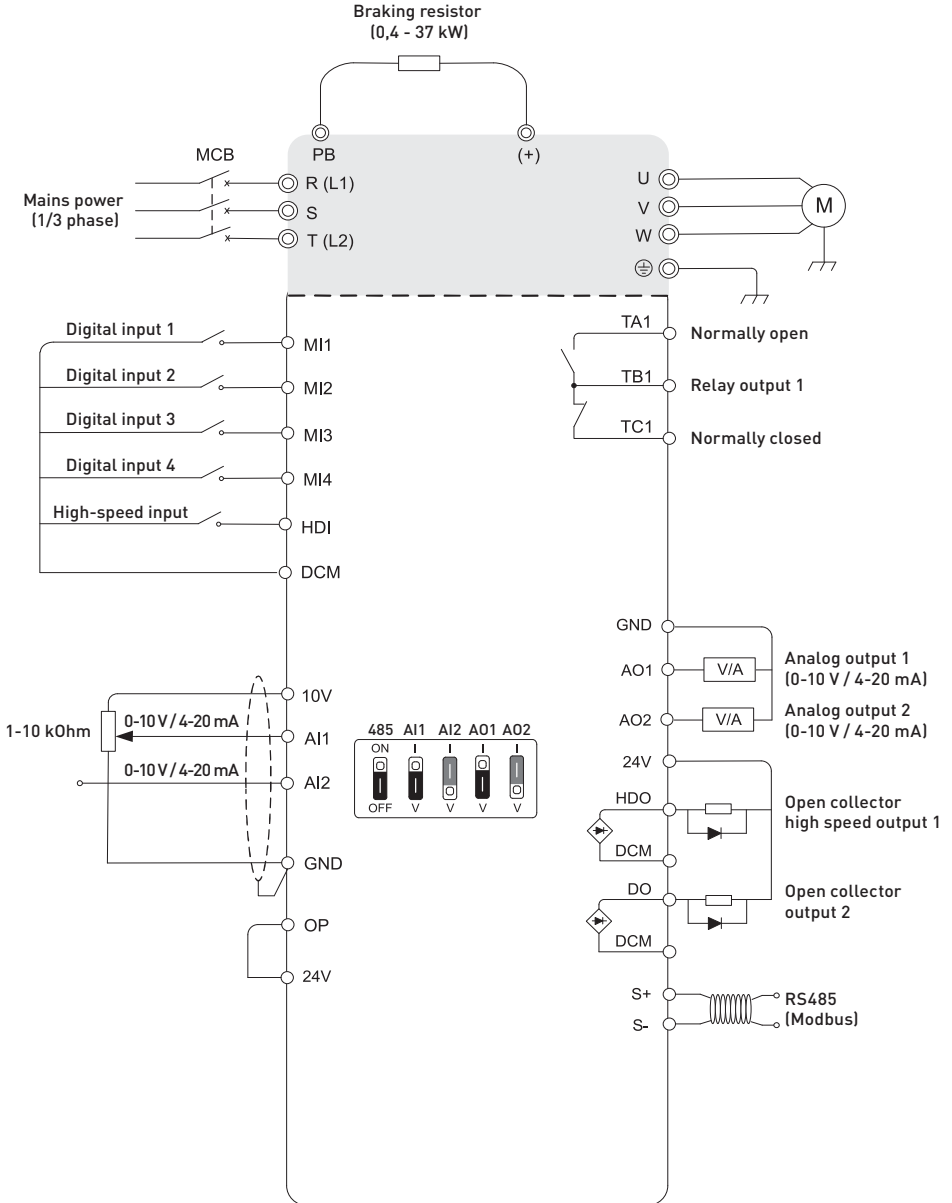 Braking resistor
(0,4 - 37 kW)
PB
(+)
MCB
Mains power
(1/3 phase)
R (L1)
S
T (L2)
U
V
W
M
Digital input 1
MI1
Digital input 2
MI2
Digital input 3
MI3
Digital input 4
MI4
High-speed input
HDI
DCM
TA1
Normally open
TB1
Relay output 1
TC1
Normally closed
1-10 kOhm
10V
0-10 V / 4-20 mA
AI1
0-10 V / 4-20 mA
AI2
GND
OP
24V
485 AI1 AI2 AO1 AO2
ON I I I I
OFF V V V V
GND
AO1
V/A
Analog output 1
(0-10 V / 4-20 mA)
AO2
V/A
Analog output 2
(0-10 V / 4-20 mA)
24V
HDO
DCM
Open collector
high speed output 1
DO
DCM
Open collector
output 2
S+
S-
RS485
(Modbus)